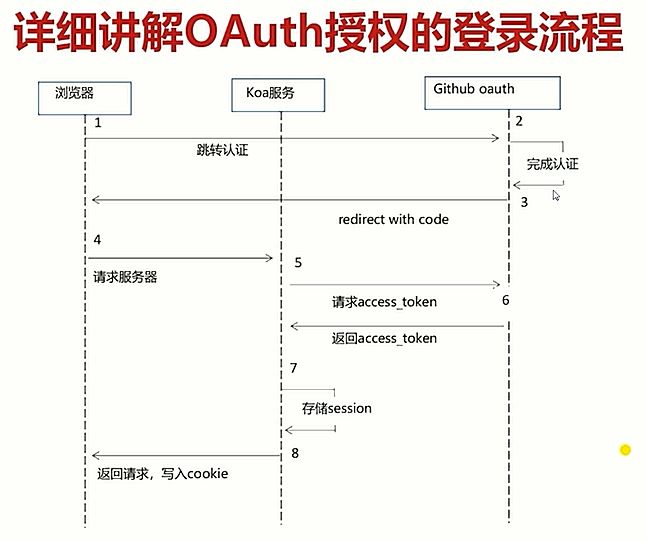 详细讲解OAuth授权的登录流程
浏览器
Koa服务
Github oauth
1
2
跳转认证
完成认证
3
redirect with code
4
请求服务器
5
请求access_token
6
返回access_token
7
存储session
8
返回请求，写入cookie